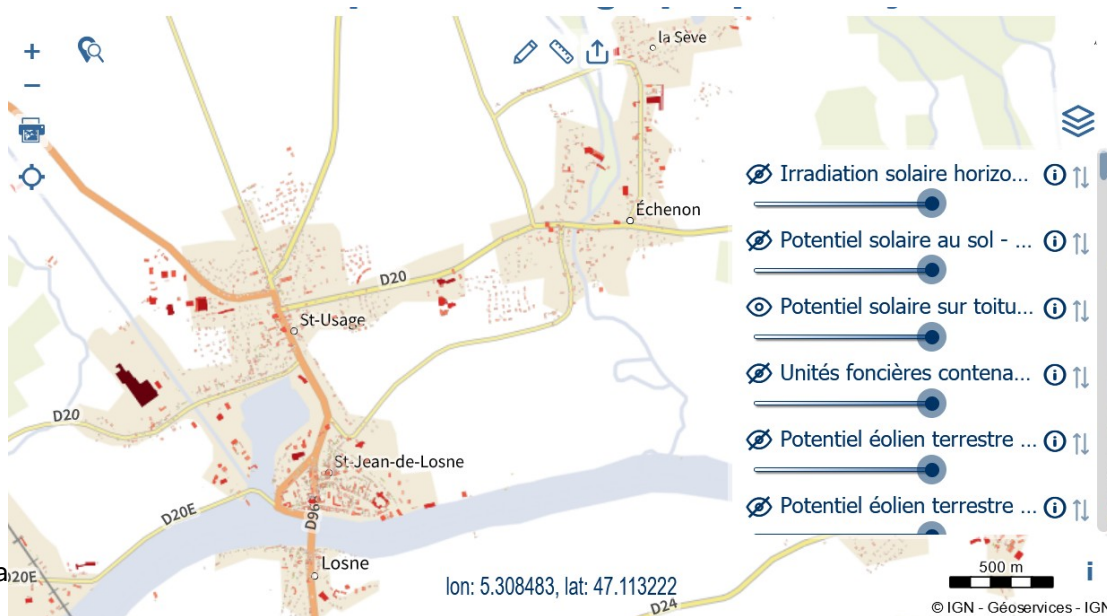 la Sève
Irradiation solaire horizo...
Échenon
Potentiel solaire au sol - ...
D20
Potentiel solaire sur toitu...
St-Usage
Unités foncières contena...
D20
Potentiel éolien terrestre ...
St-Jean-de-Losne
Potentiel éolien terrestre ...
D20E
D968
Losne
500 m
D20E
lon: 5.308483, lat: 47.113222
D24
© IGN - Géoservices - IGN